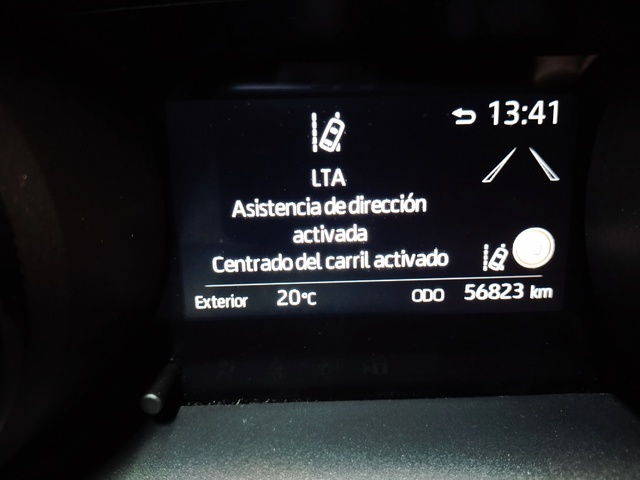 13:41
LTA
Asistencia de dirección
activada
Centrado del carril activado
Exterior 20°C ODO 56823 km